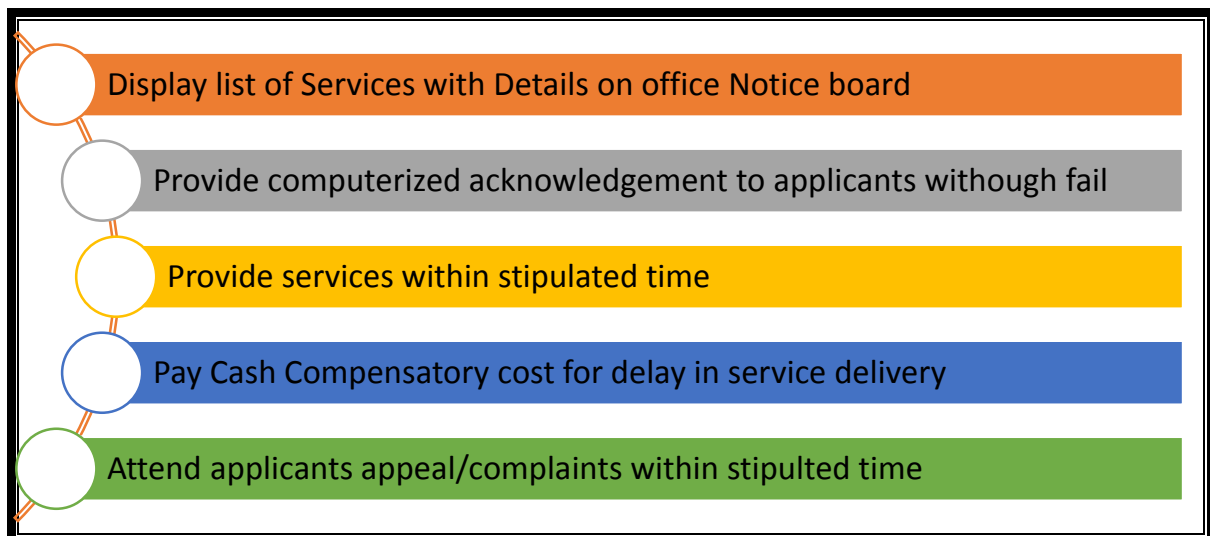 Display list of Services with Details on office Notice board
Provide computerized acknowledgement to applicants withough fail
Provide services within stipulated time
Pay Cash Compensatory cost for delay in service delivery
Attend applicants appeal/complaints within stipulted time